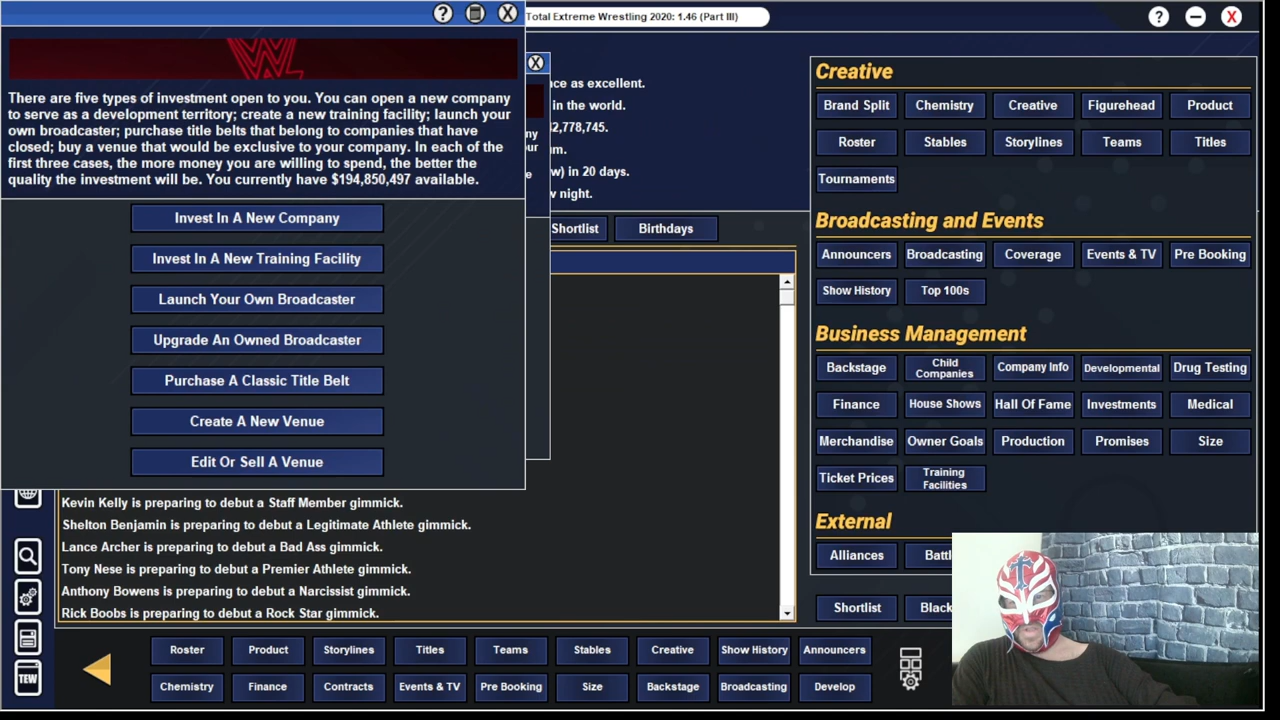 Total Extreme Wrestling 2020: 1.46 (Part III)
There are five types of investment open to you. You can open a new company
to serve as a development territory; create a new training facility; launch your
own broadcaster; purchase title belts that belong to companies that have
closed; buy a venue that would be exclusive to your company. In each of the
first three cases, the more money you are willing to spend, the better the
quality the investment will be. You currently have $194,850,497 available.
Invest In A New Company
Invest In A New Training Facility
Launch Your Own Broadcaster
Upgrade An Owned Broadcaster
Purchase A Classic Title Belt
Create A New Venue
Edit Or Sell A Venue
nce as excellent.
in the world.
2,778,745.
ny
um.
ur
w) in 20 days.
e
w night.
Shortlist
Birthdays
Kevin Kelly is preparing to debut a Staff Member gimmick.
Shelton Benjamin is preparing to debut a Legitimate Athlete gimmick.
Lance Archer is preparing to debut a Bad Ass gimmick.
Tony Nese is preparing to debut a Premier Athlete gimmick.
Anthony Bowens is preparing to debut a Narcissist gimmick.
Rick Boobs is preparing to debut a Rock Star gimmick.
Creative
Brand Split Chemistry Creative Figurehead Product
Roster Stables Storylines Teams Titles
Tournaments
Broadcasting and Events
Announcers Broadcasting Coverage Events & TV Pre Booking
Show History Top 100s
Business Management
Backstage Child Companies Company Info Developmental Drug Testing
Finance House Shows Hall Of Fame Investments Medical
Merchandise Owner Goals Production Promises Size
Ticket Prices Training Facilities
External
Alliances Battl
Shortlist Black
TEW
Roster Product Storylines Titles Teams Stables Creative Show History Announcers
Chemistry Finance Contracts Events & TV Pre Booking Size Backstage Broadcasting Develop